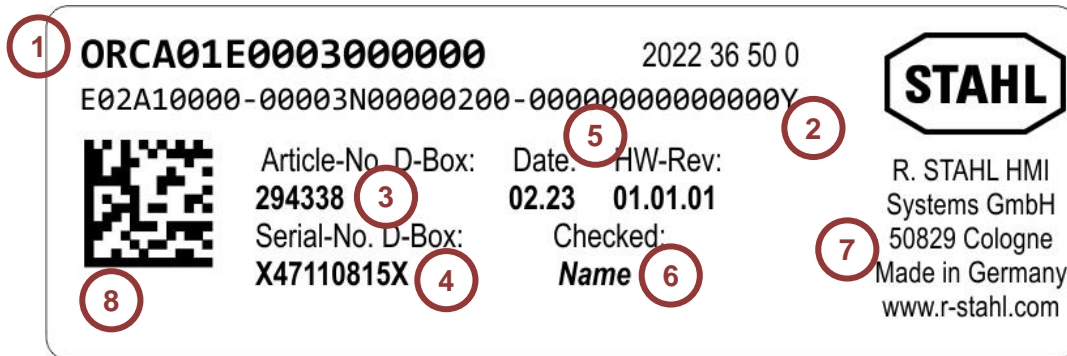 1
ORCA01E0003000000 2022 36 50 0
STAHL
E02A10000-00003N00000200-00000000000000Y
2
5
Article-No. D-Box: Date: HW-Rev:
294338 3 02.23 01.01.01
Serial-No. D-Box: Checked:
X47110815X 4 Name 6
R. STAHL HMI
Systems GmbH
7 50829 Cologne
Made in Germany
www.r-stahl.com
8